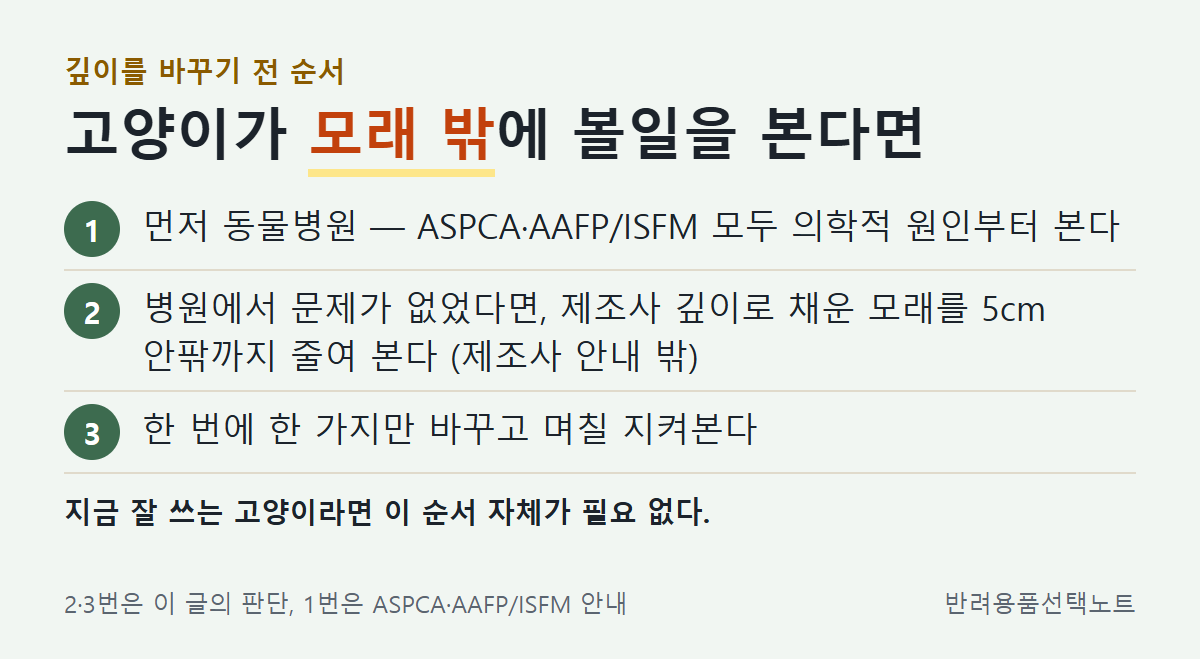 깊이를 바꾸기 전 순서
고양이가 모래 밖에 볼일을 본다면
1 먼저 동물병원 — ASPCA·AAFP/ISFM 모두 의학적 원인부터 본다
2 병원에서 문제가 없었다면, 제조사 깊이로 채운 모래를 5cm
안팎까지 줄여 본다 (제조사 안내 밖)
3 한 번에 한 가지만 바꾸고 며칠 지켜본다
지금 잘 쓰는 고양이라면 이 순서 자체가 필요 없다.
2·3번은 이 글의 판단, 1번은 ASPCA·AAFP/ISFM 안내
반려용품선택노트